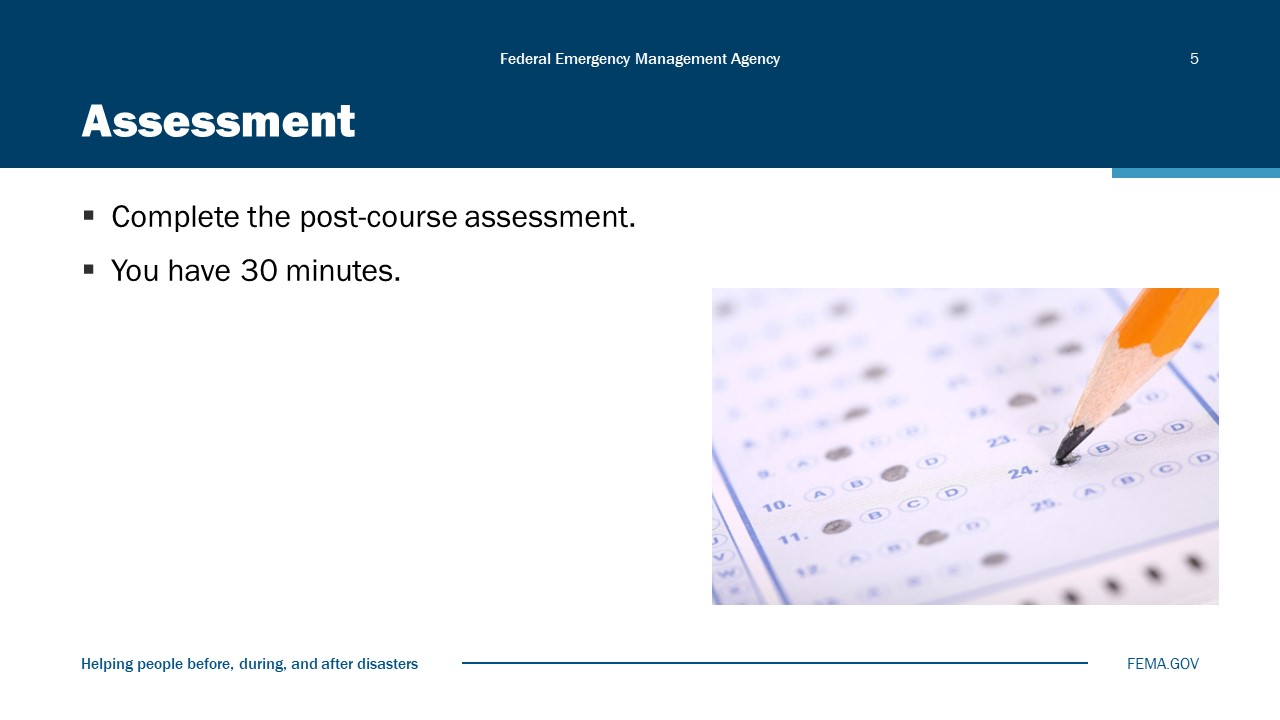 Federal Emergency Management Agency
5
Assessment
Complete the post-course assessment.
You have 30 minutes.
9. A C D
10. A B D
11. B C D
12. A B D
22.
23. A D
24. B C D
25. A B C D
V
W
Helping people before, during, and after disasters
FEMA.GOV